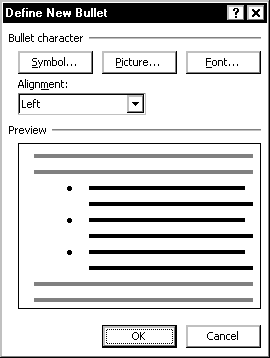 Define New Bullet ? X
Bullet character
Symbol... Picture... Font...
Alignment:
Left
Preview
OK Cancel